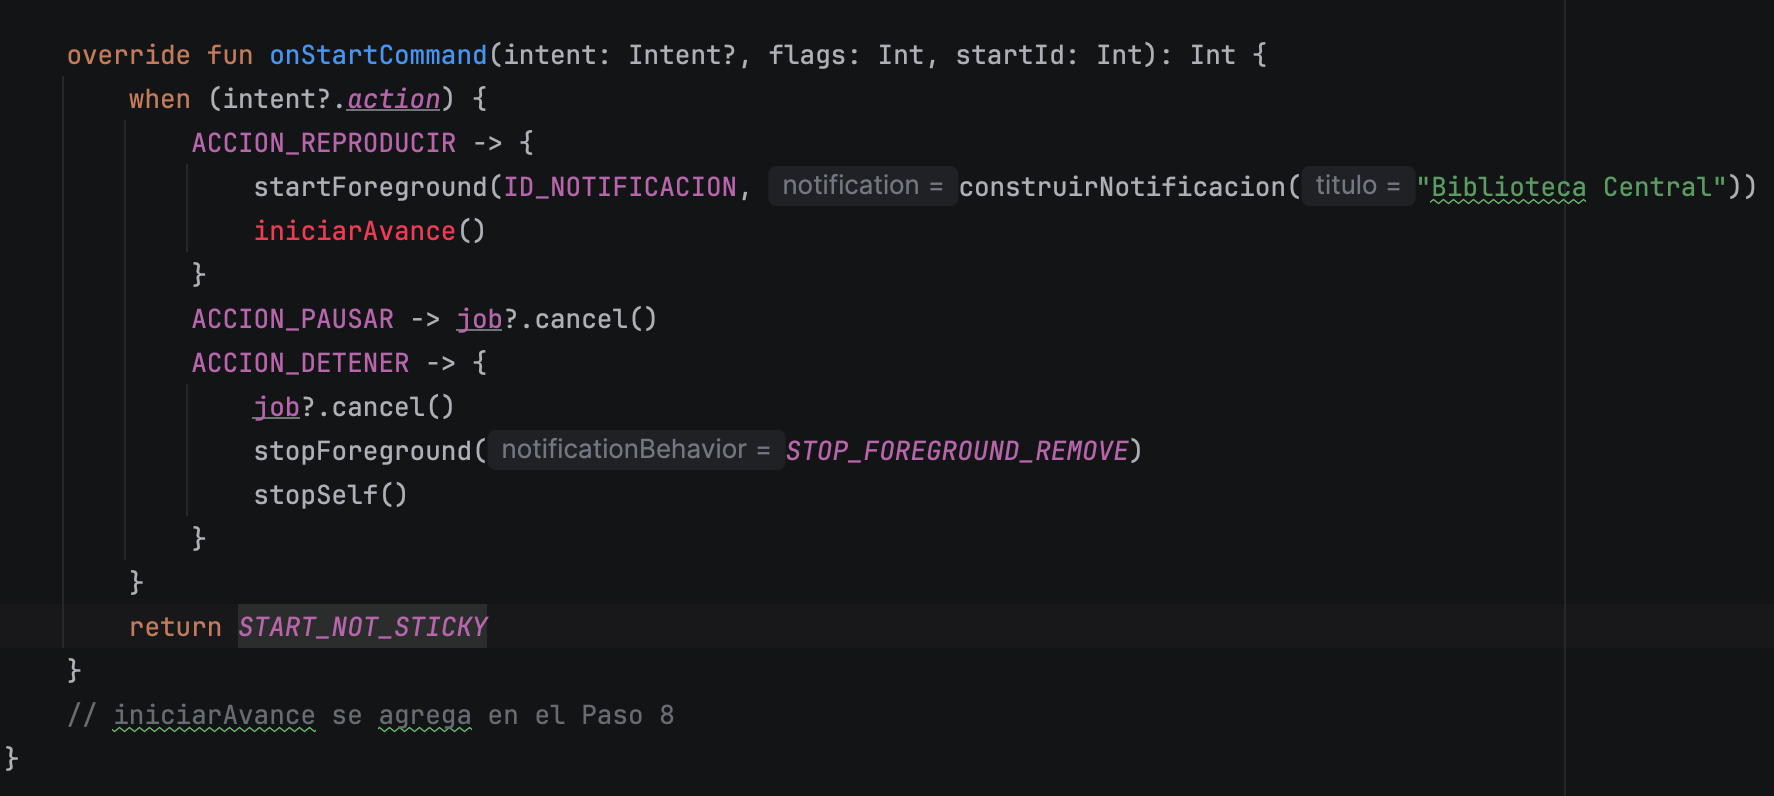 override fun onStartCommand(intent: Intent?, flags: Int, startId: Int): Int {
when (intent?.action) {
ACCION_REPRODUCIR -> {
startForeground(ID_NOTIFICACION, notification = construirNotificacion( titulo = "Biblioteca Central"))
iniciarAvance()
}
ACCION_PAUSAR -> job?.cancel()
ACCION_DETENER -> {
job?.cancel()
stopForeground( notificationBehavior = STOP_FOREGROUND_REMOVE)
stopSelf()
}
}
return START_NOT_STICKY
}
// iniciarAvance se agrega en el Paso 8
}